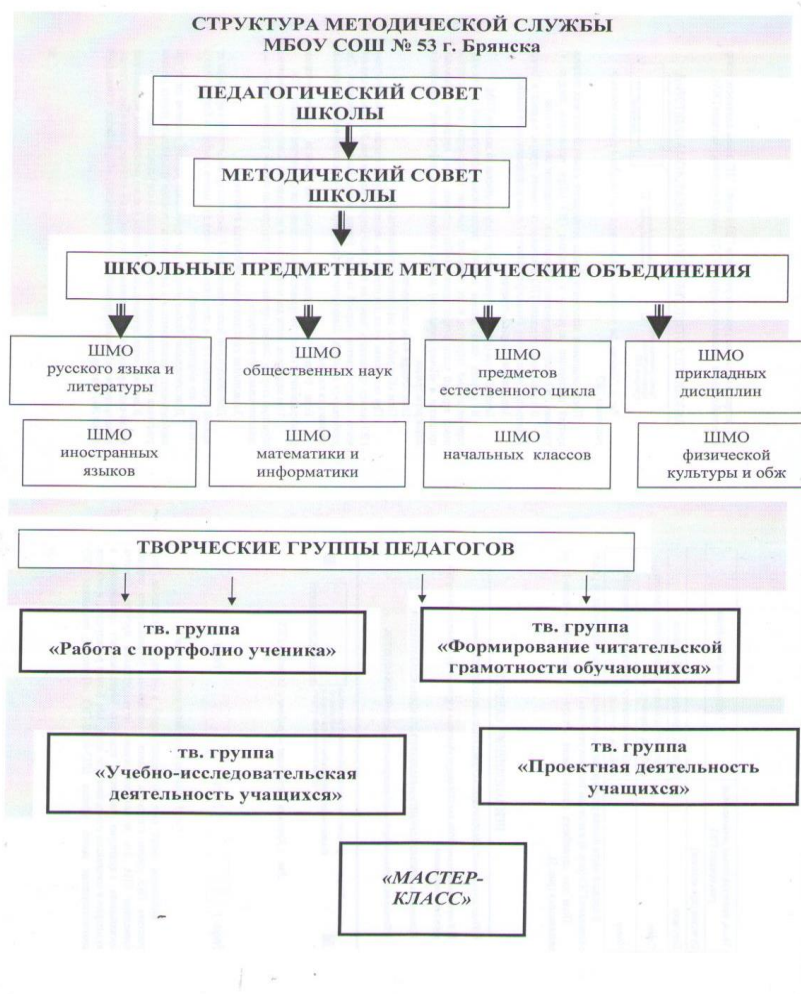 СТРУКТУРА МЕТОДИЧЕСКОЙ СЛУЖБЫ
МБОУ СОШ № 53 г. Брянска
ПЕДАГОГИЧЕСКИЙ СОВЕТ
ШКОЛЫ
МЕТОДИЧЕСКИЙ СОВЕТ
ШКОЛЫ
ШКОЛЬНЫЕ ПРЕДМЕТНЫЕ МЕТОДИЧЕСКИЕ ОБЪЕДИНЕНИЯ
ШМО
русского языка и
литературы
ШМО
общественных наук
ШМО
предметов
естественного цикла
ШМО
прикладных
дисциплин
ШМО
иностранных
языков
ШМО
математики и
информатики
ШМО
начальных классов
ШМО
физической
культуры и обж
ТВОРЧЕСКИЕ ГРУППЫ ПЕДАГОГОВ
тв. группа
«Работа с портфолио ученика»
тв. группа
«Формирование читательской
грамотности обучающихся»
тв. группа
«Учебно-исследовательская
деятельность учащихся»
тв. группа
«Проектная деятельность
учащихся»
«МАСТЕР-
КЛАСС»